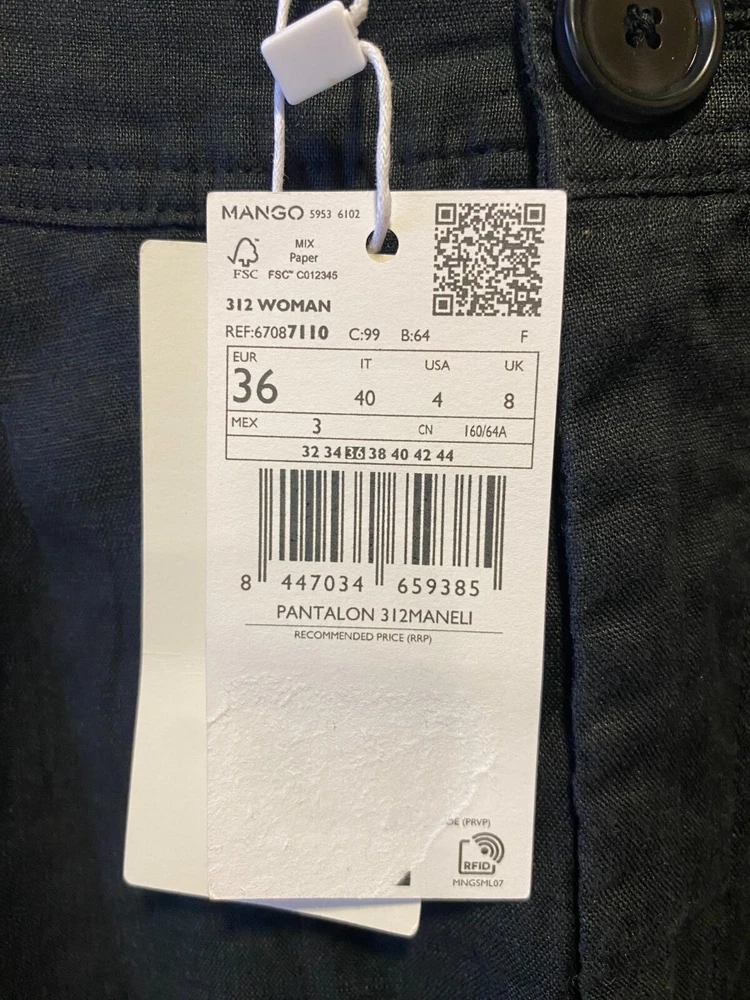 MANGO 5953 6102
MIX
Paper
FSC FSC™ C012345
312 WOMAN
REF:67087110 C:99 B:64 F
EUR IT USA UK
36 40 4 8
MEX 3 CN 160/64A
32 34 36 38 40 42 44
8 447034 659385
PANTALON 312MANELI
RECOMMENDED PRICE (RRP)
(PRVP)
RFID
MNGSML07